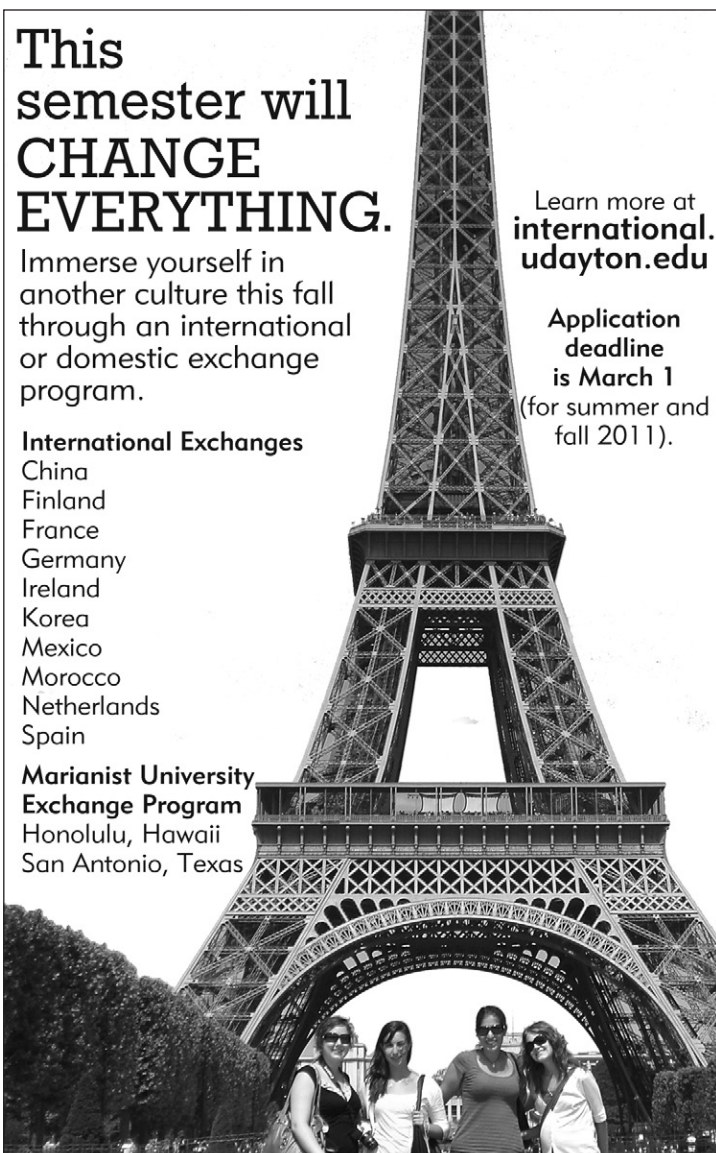 This
semester will
CHANGE
EVERYTHING.
Immerse yourself in
another culture this fall
through an international
or domestic exchange
program.
International Exchanges
China
Finland
France
Germany
Ireland
Korea
Mexico
Morocco
Netherlands
Spain
Marianist University
Exchange Program
Honolulu, Hawaii
San Antonio, Texas
Learn more at
international.
udayton.edu
Application
deadline
is March 1
(for summer and
fall 2011).